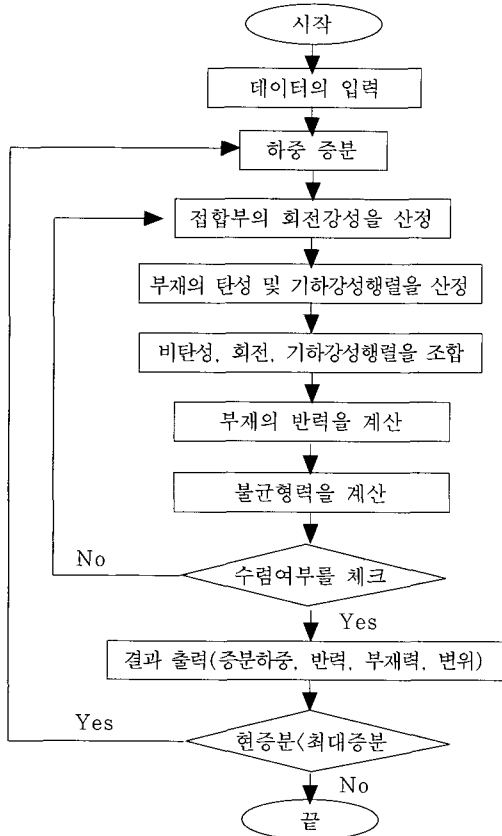 시작
데이터의 입력
하중 증분
접합부의 회전강성을 산정
부재의 탄성 및 기하강성행렬을 산정
비탄성, 회전, 기하강성행렬을 조합
부재의 반력을 계산
불균형력을 계산
No
수렴여부를 체크
Yes
결과 출력(증분하중, 반력, 부재력, 변위)
Yes
현증분<최대증분
No
끝